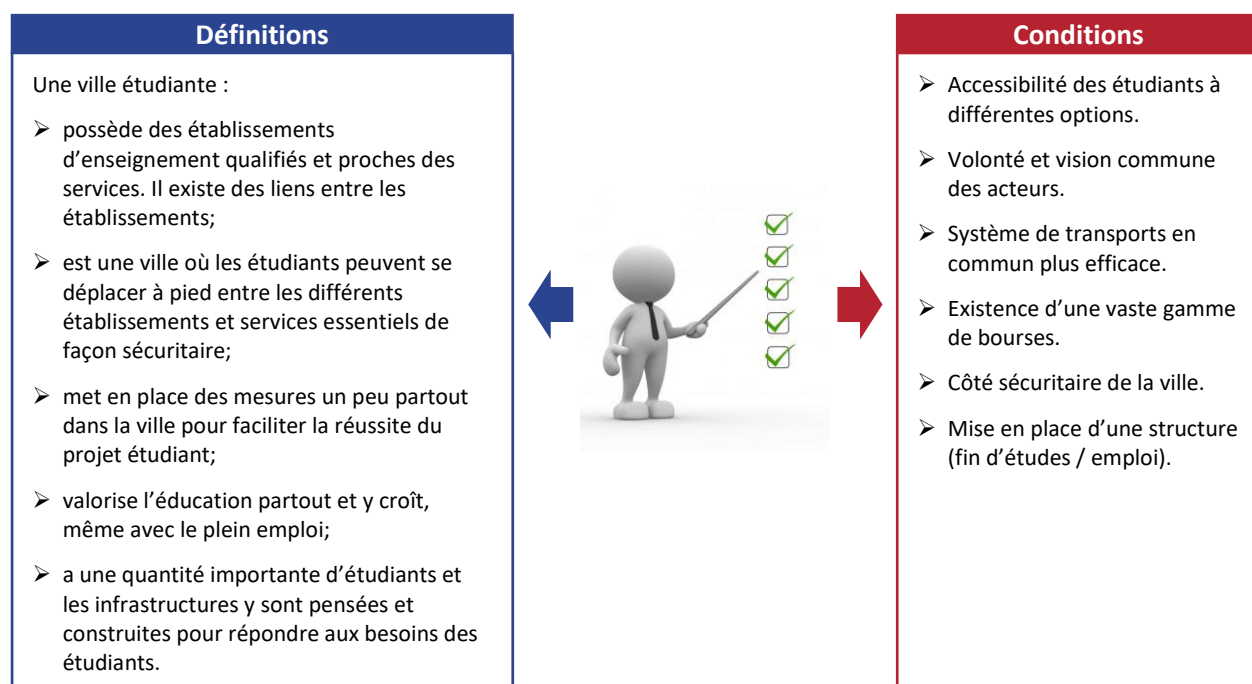 Définitions
Une ville étudiante :
➢ possède des établissements
d’enseignement qualifiés et proches des
services. Il existe des liens entre les
établissements;
➢ est une ville où les étudiants peuvent se
déplacer à pied entre les différents
établissements et services essentiels de
façon sécuritaire;
➢ met en place des mesures un peu partout
dans la ville pour faciliter la réussite du
projet étudiant;
➢ valorise l’éducation partout et y croît,
même avec le plein emploi;
➢ a une quantité importante d’étudiants et
les infrastructures y sont pensées et
construites pour répondre aux besoins des
étudiants.
Conditions
➢ Accessibilité des étudiants à
différentes options.
➢ Volonté et vision commune
des acteurs.
➢ Système de transports en
commun plus efficace.
➢ Existence d’une vaste gamme
de bourses.
➢ Côté sécuritaire de la ville.
➢ Mise en place d’une structure
(fin d’études / emploi).